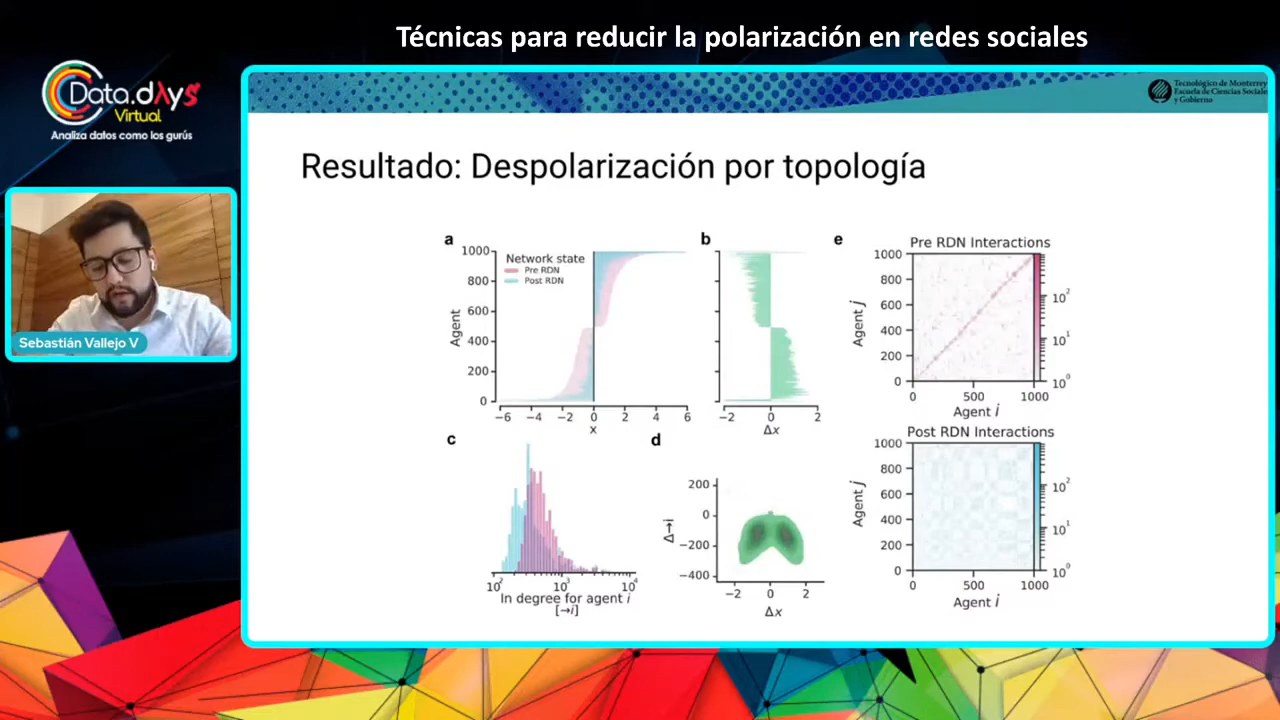 Técnicas para reducir la polarización en redes sociales
Data.dAys
Virtual
Analiza datos como los gurús
Tecnológico de Monterrey
Escuela de Ciencias Sociales
y Gobierno
Resultado: Despolarización por topología
Sebastián Vallejo V
a
Network state
Pre RDN
Post RDN
1000
800
600
400
200
0
Agent
−6 −4 −2 0 2 4 6
x
b
−2 0 2
Δx
c
10² 10³ 10⁴
In degree for agent i
[→i]
d
200
0
−200
−400
Δ→i
−2 0 2
Δx
e
Pre RDN Interactions
1000
800
600
400
200
0
Agent j
0 500 1000
Agent i
10²
10¹
10⁰
Post RDN Interactions
1000
800
600
400
200
0
Agent j
0 500 1000
Agent i
10²
10¹
10⁰